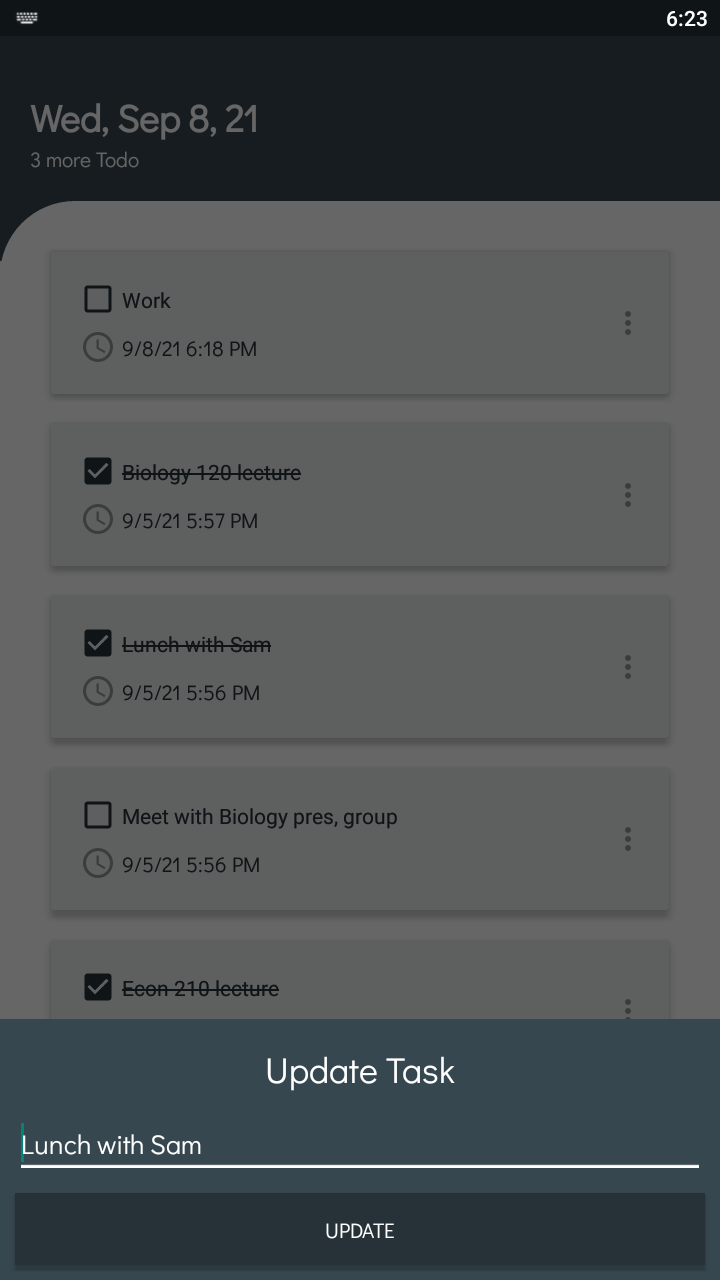 6:23
Wed, Sep 8, 21
3 more Todo
Work
9/8/21 6:18 PM
Biology 120 lecture
9/5/21 5:57 PM
Lunch with Sam
9/5/21 5:56 PM
Meet with Biology pres, group
9/5/21 5:56 PM
Econ 210 lecture
Update Task
Lunch with Sam
UPDATE